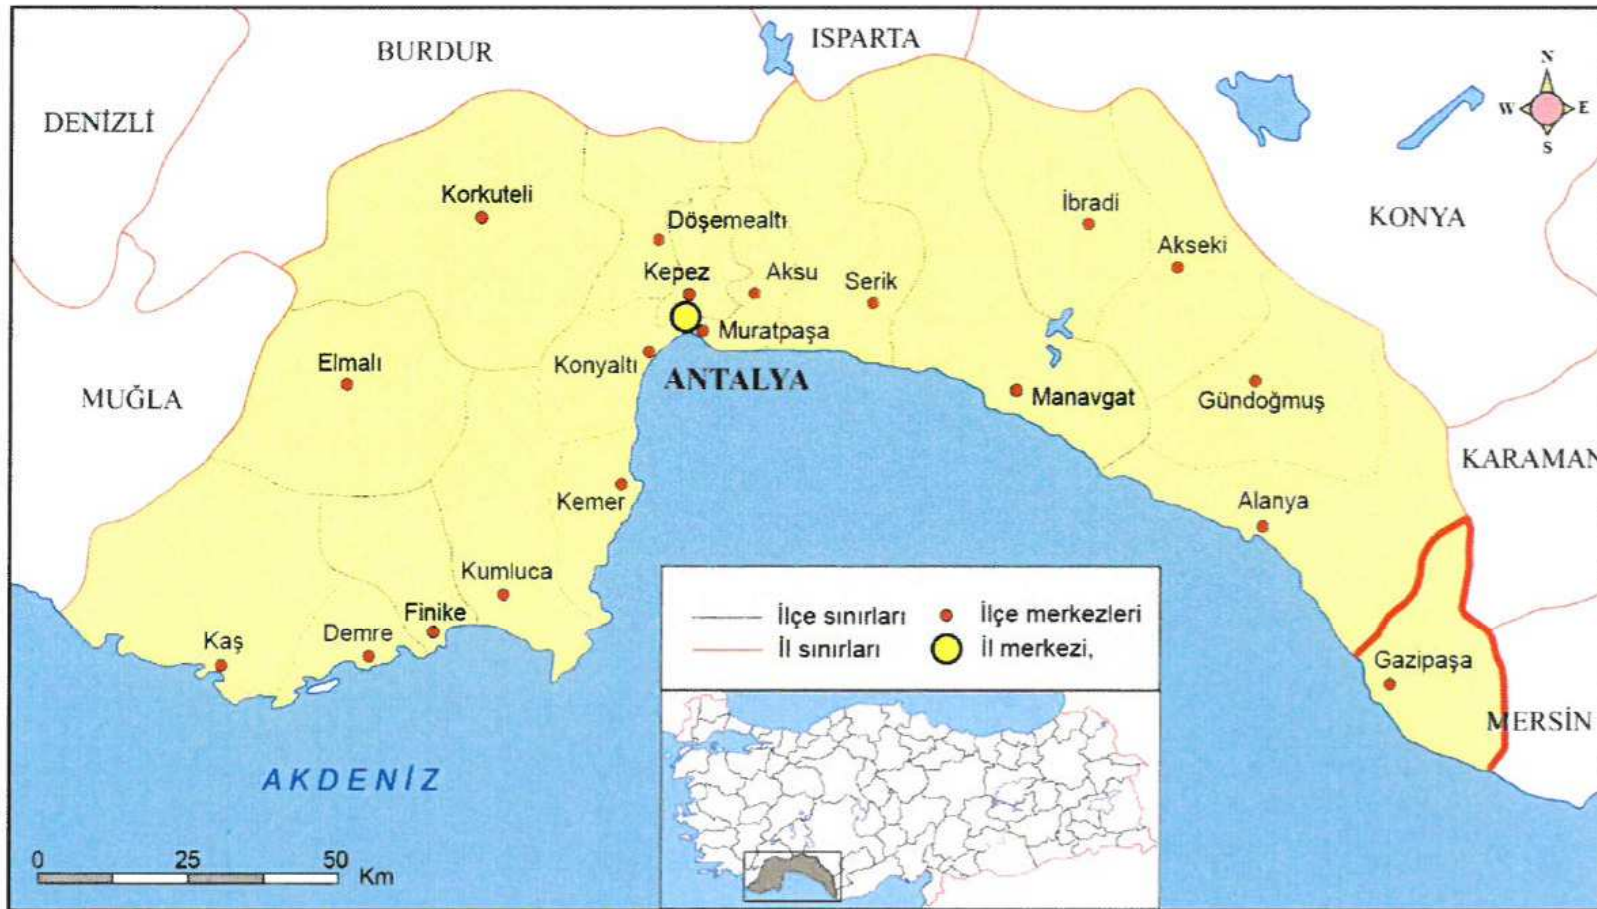 BURDUR
ISPARTA
DENİZLİ
N
W E
S
Korkuteli
Döşemealtı
İbradi
KONYA
Akseki
Kepez
Aksu
Serik
Muratpaşa
Elmalı
Konyaltı
ANTALYA
MUĞLA
Manavgat
Gündoğmuş
KARAMAN
Kemer
Alanya
Kumluca
Finike
Kaş
Demre
İlçe sınırları
İlçe merkezleri
İl sınırları
İl merkezi,
Gazipaşa
MERSİN
AKDENİZ
0 25 50
Km